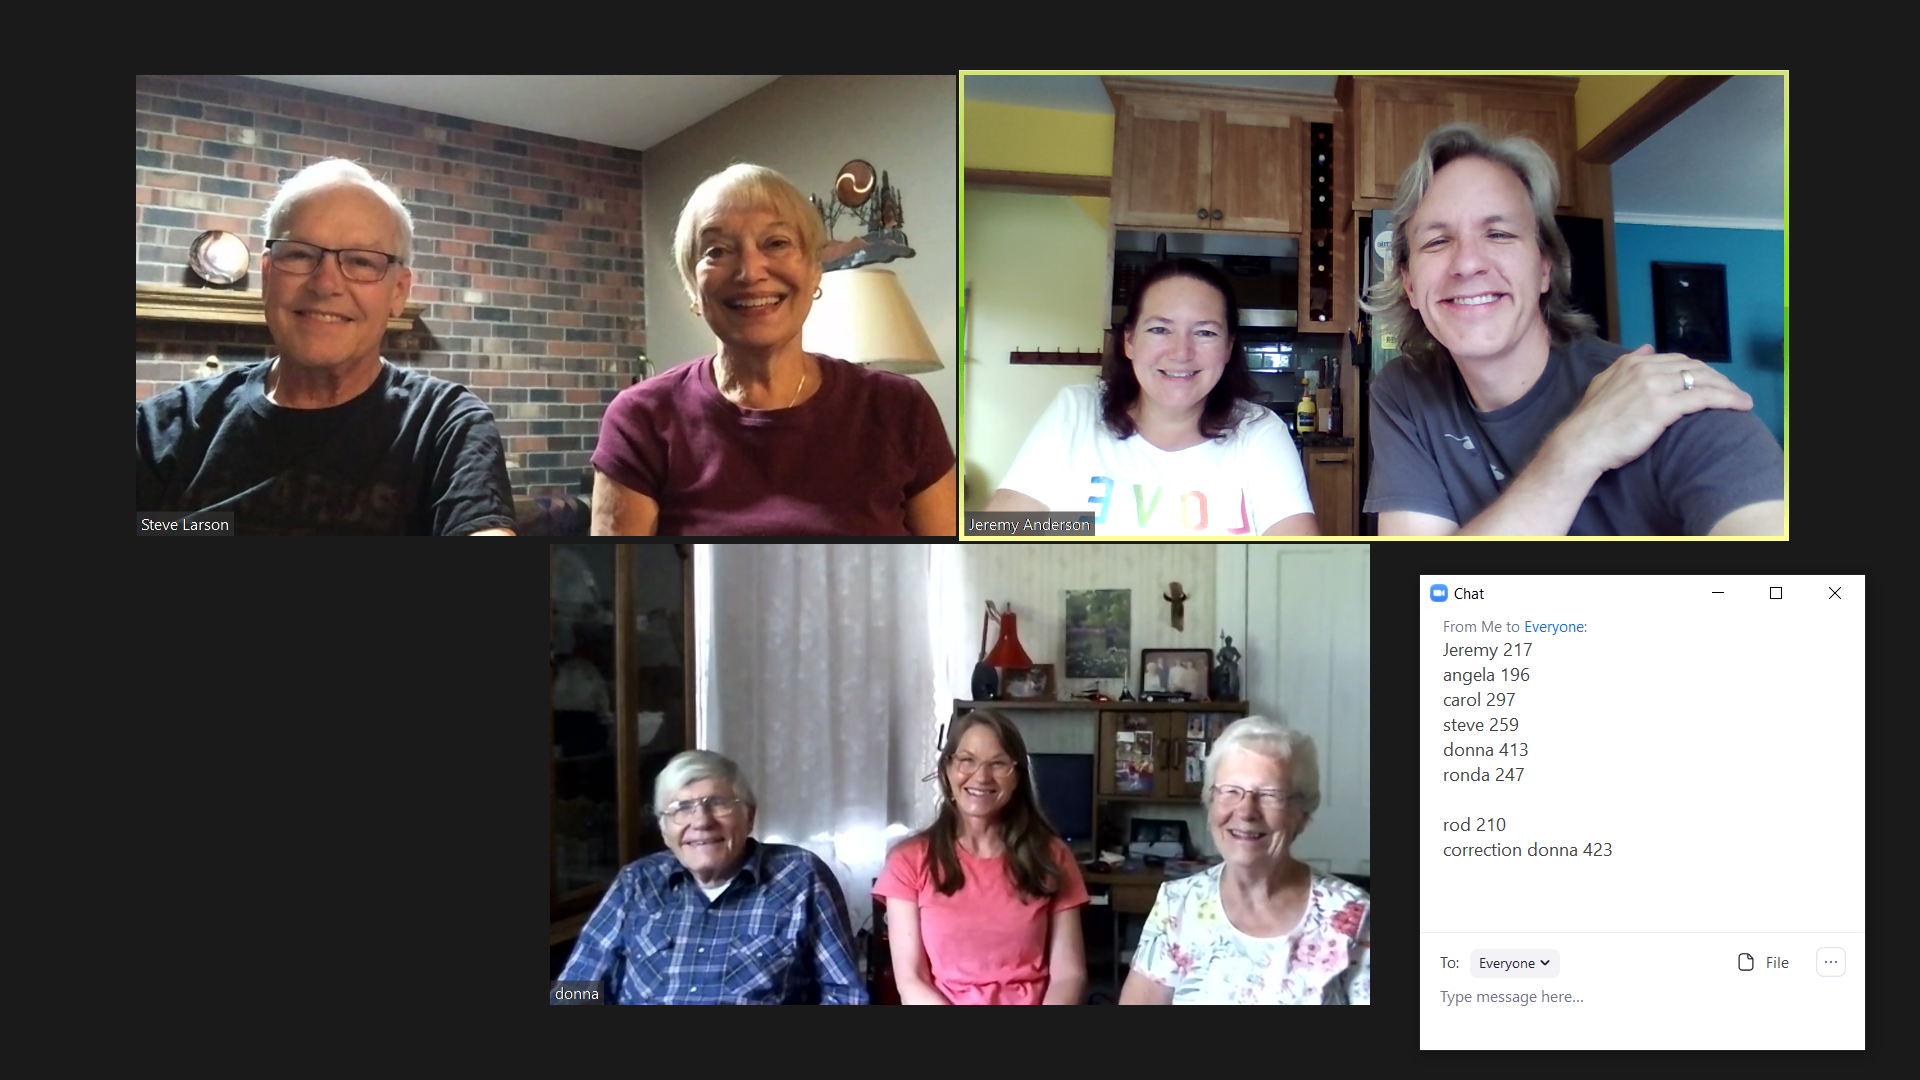 Steve Larson
Jeremy Anderson
LOVE
donna
Chat
From Me to Everyone:
Jeremy 217
angela 196
carol 297
steve 259
donna 413
ronda 247
rod 210
correction donna 423
To: Everyone
File
Type message here...